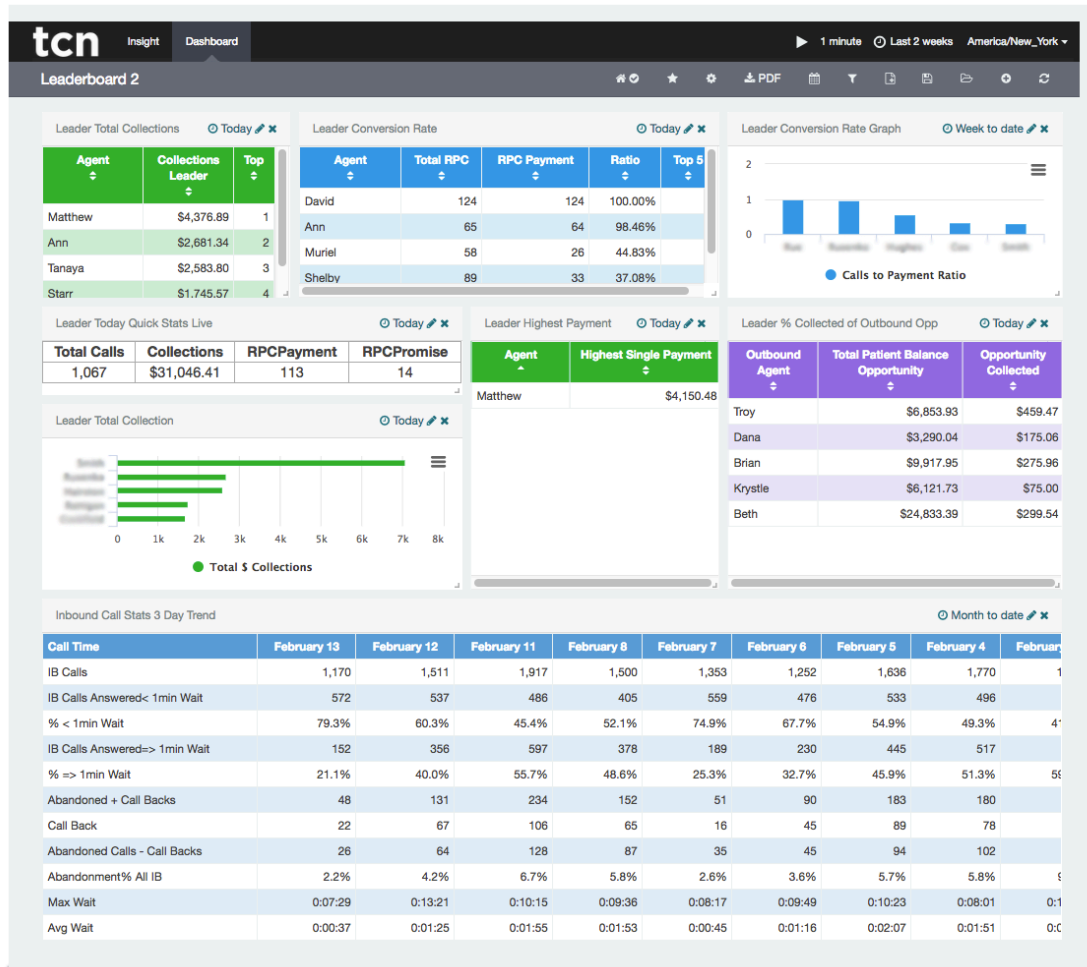 tcn Insight Dashboard 1 minute Last 2 weeks America/New_York
Leaderboard 2 PDF
Leader Total Collections Today
Agent Collections Leader Top
Matthew $4,376.89 1
Ann $2,681.34 2
Tanaya $2,583.80 3
Starr $1,745.57 4
Leader Conversion Rate Today
Agent Total RPC RPC Payment Ratio Top 5
David 124 124 100.00%
Ann 65 64 98.46%
Muriel 58 26 44.83%
Shelby 89 33 37.08%
Leader Conversion Rate Graph Week to date
2
1
0
Calls to Payment Ratio
Leader Today Quick Stats Live Today
Total Calls Collections RPCPayment RPCPromise
1,067 $31,046.41 113 14
Leader Total Collection Today
0 1k 2k 3k 4k 5k 6k 7k 8k
Total $ Collections
Leader Highest Payment Today
Agent Highest Single Payment
Matthew $4,150.48
Leader % Collected of Outbound Opp Today
Outbound Agent Total Patient Balance Opportunity Opportunity Collected
Troy $6,853.93 $459.47
Dana $3,290.04 $175.06
Brian $9,917.95 $275.96
Krystle $6,121.73 $75.00
Beth $24,833.39 $299.54
Inbound Call Stats 3 Day Trend Month to date
Call Time February 13 February 12 February 11 February 8 February 7 February 6 February 5 February 4 February
IB Calls 1,170 1,511 1,917 1,500 1,353 1,252 1,636 1,770
IB Calls Answered< 1min Wait 572 537 486 405 559 476 533 496
% < 1min Wait 79.3% 60.3% 45.4% 52.1% 74.9% 67.7% 54.9% 49.3%
IB Calls Answered=> 1min Wait 152 356 597 378 189 230 445 517
% => 1min Wait 21.1% 40.0% 55.7% 48.6% 25.3% 32.7% 45.9% 51.3%
Abandoned + Call Backs 48 131 234 152 51 90 183 180
Call Back 22 67 106 65 16 45 89 78
Abandoned Calls - Call Backs 26 64 128 87 35 45 94 102
Abandonment% All IB 2.2% 4.2% 6.7% 5.8% 2.6% 3.6% 5.7% 5.8%
Max Wait 0:07:29 0:13:21 0:10:15 0:09:36 0:08:17 0:09:49 0:10:23 0:08:01
Avg Wait 0:00:37 0:01:25 0:01:55 0:01:53 0:00:45 0:01:16 0:02:07 0:01:51